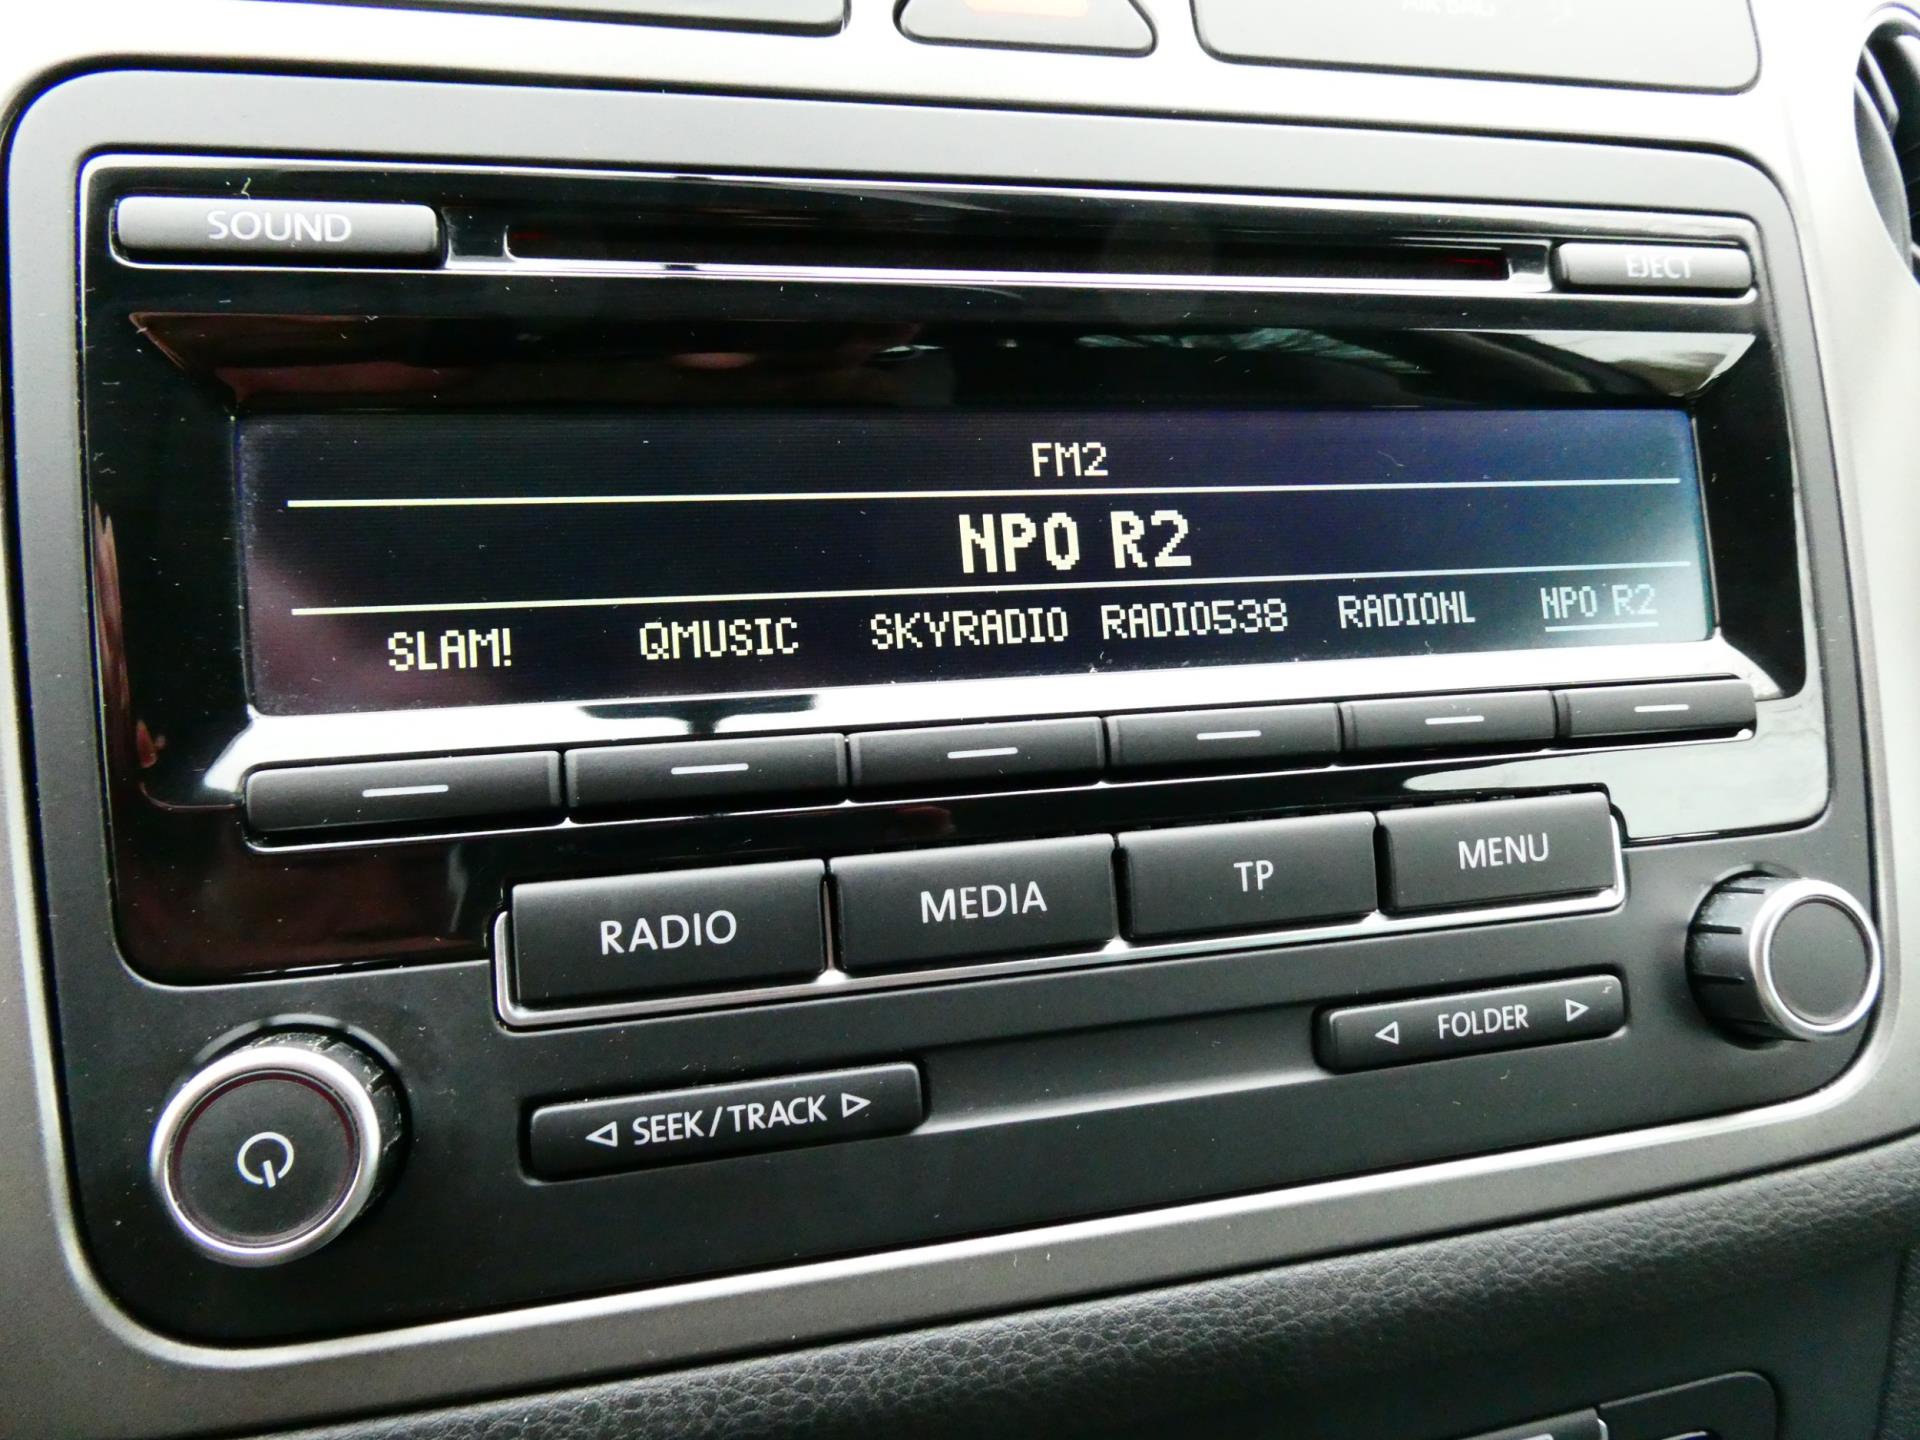 SOUND
EJECT
FM2
NPO R2
SLAM! QMUSIC SKYRADIO RADIO538 RADIONL NPO R2
RADIO MEDIA TP MENU
FOLDER
SEEK/TRACK